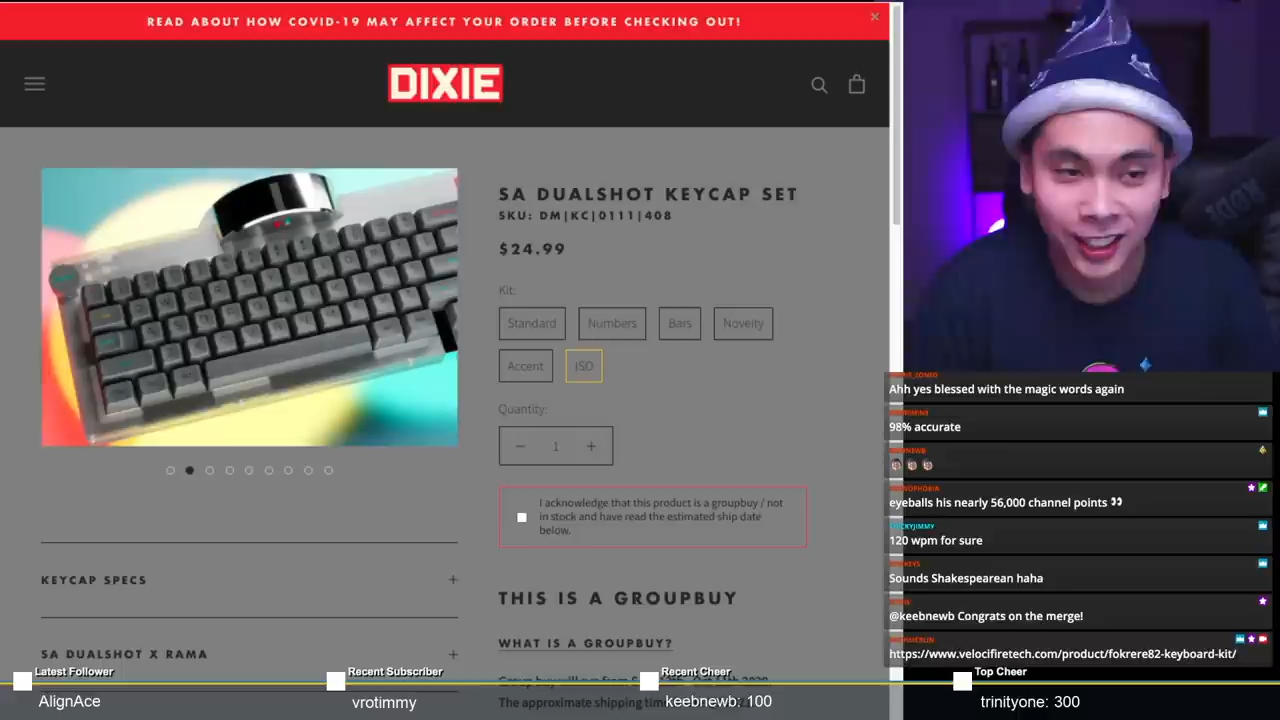 READ ABOUT HOW COVID-19 MAY AFFECT YOUR ORDER BEFORE CHECKING OUT!
DIXIE
SA DUALSHOT KEYCAP SET
SKU: DM|KC|0111|408
$24.99
Kit:
Standard
Numbers
Bars
Novelty
Accent
ISO
Quantity:
− 1 +
I acknowledge that this product is a groupbuy / not
in stock and have read the estimated ship date
below.
KEYCAP SPECS +
THIS IS A GROUPBUY
WHAT IS A GROUPBUY?
SA DUALSHOT X RAMA +
The approximate shipping
Ahh yes blessed with the magic words again
98% accurate
eyeballs his nearly 56,000 channel points 👀
120 wpm for sure
Sounds Shakespearean haha
@keebnewb Congrats on the merge!
https://www.velocifiretech.com/product/fokrere82-keyboard-kit/
Latest Follower
AlignAce
Recent Subscriber
vrotimmy
Recent Cheer
keebnewb: 100
Top Cheer
trinityone: 300